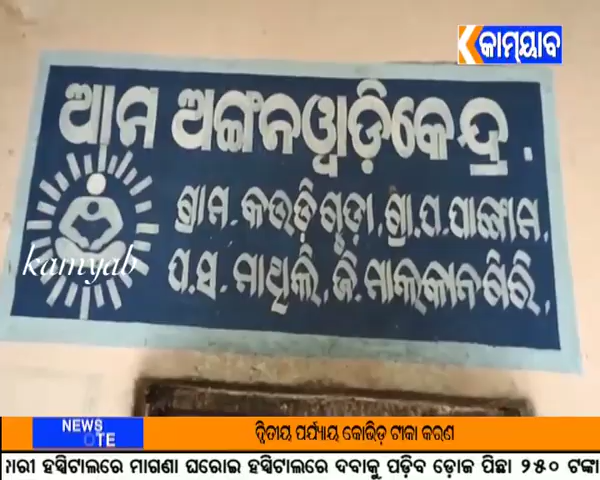 କାମ୍ୟାବ
ଆମ ଅଙ୍ଗନୱାଡ଼ିକେନ୍ଦ୍ର.
ଗ୍ରାମ-କଉଡ଼ିଗୁଡ଼ା, ଗ୍ରା.ପ-ପାଙ୍ଗାମ,
ପ.ସ-ମାଥିଲି, ଜି-ମାଲକାନଗିରି,
kamyab
NEWS
OTE
ଦ୍ୱିତୀୟ ପର୍ଯ୍ୟାୟ କୋଭିଡ଼ ଟୀକା କରଣ
ହସ୍ପିଟାଲରେ ମାଗଣା ଘରୋଇ ହସ୍ପିଟାଲରେ ଦବାକୁ ପଡ଼ିବ ଡ଼ୋଜ ପିଛା ୨୫୦ ଟଙ୍କା